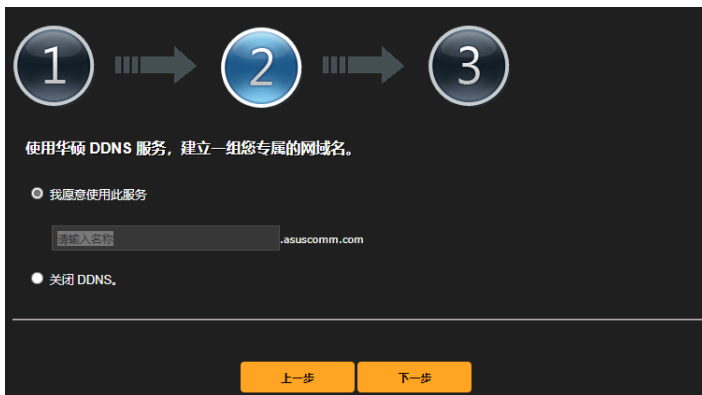 1 2 3
使用华硕 DDNS 服务，建立一组您专属的网域名。
我愿意使用此服务
请输入名称 .asuscomm.com
关闭 DDNS。
上一步 下一步